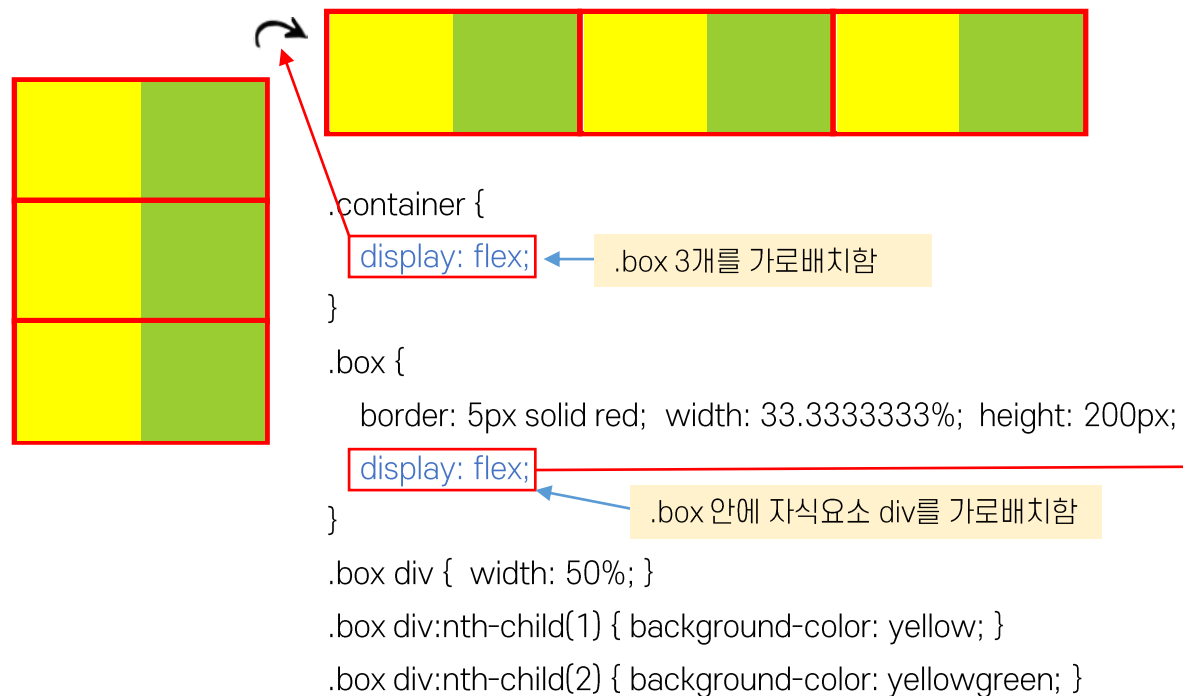 .container {
display: flex;
.box 3개를 가로배치함
}
.box {
border: 5px solid red;  width: 33.3333333%;  height: 200px;
display: flex;
.box 안에 자식요소 div를 가로배치함
}
.box div {  width: 50%; }
.box div:nth-child(1) { background-color: yellow; }
.box div:nth-child(2) { background-color: yellowgreen; }